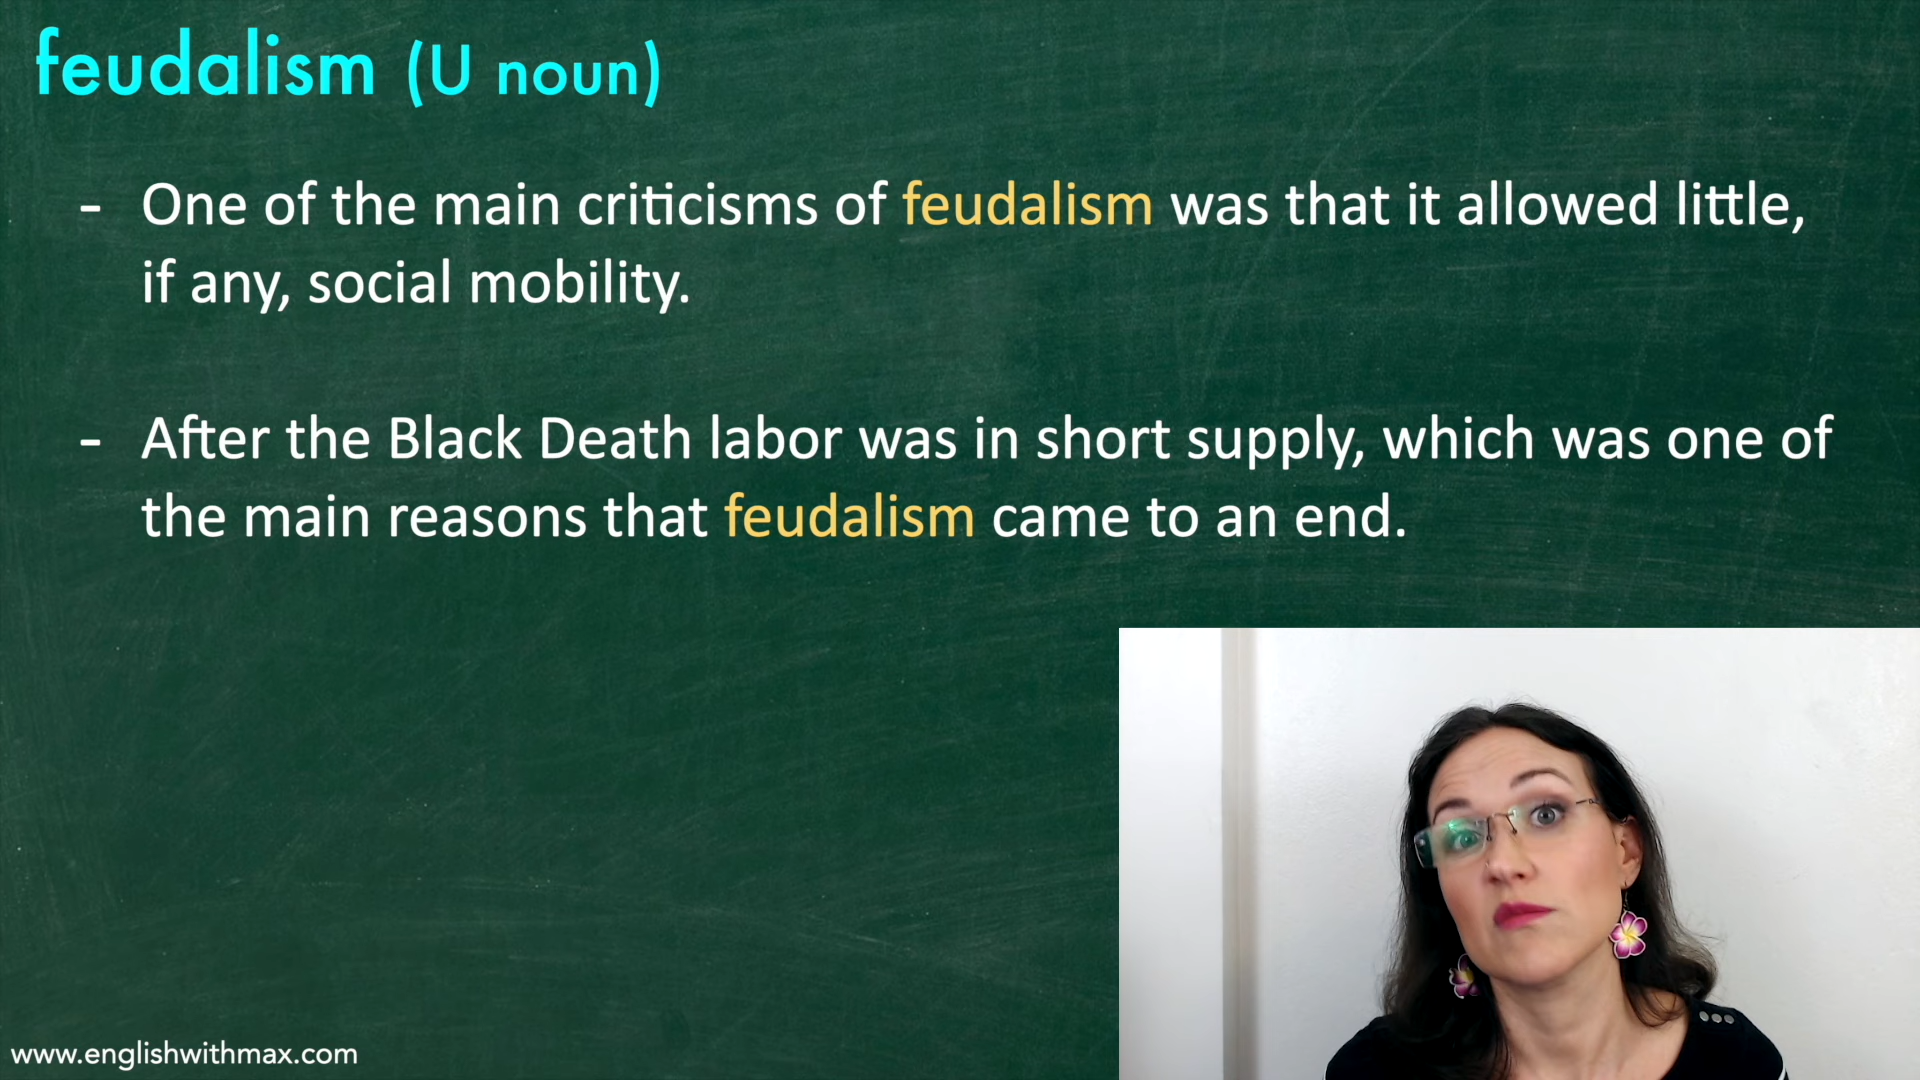 feudalism (U noun)
- One of the main criticisms of feudalism was that it allowed little,
if any, social mobility.
- After the Black Death labor was in short supply, which was one of
the main reasons that feudalism came to an end.
www.englishwithmax.com